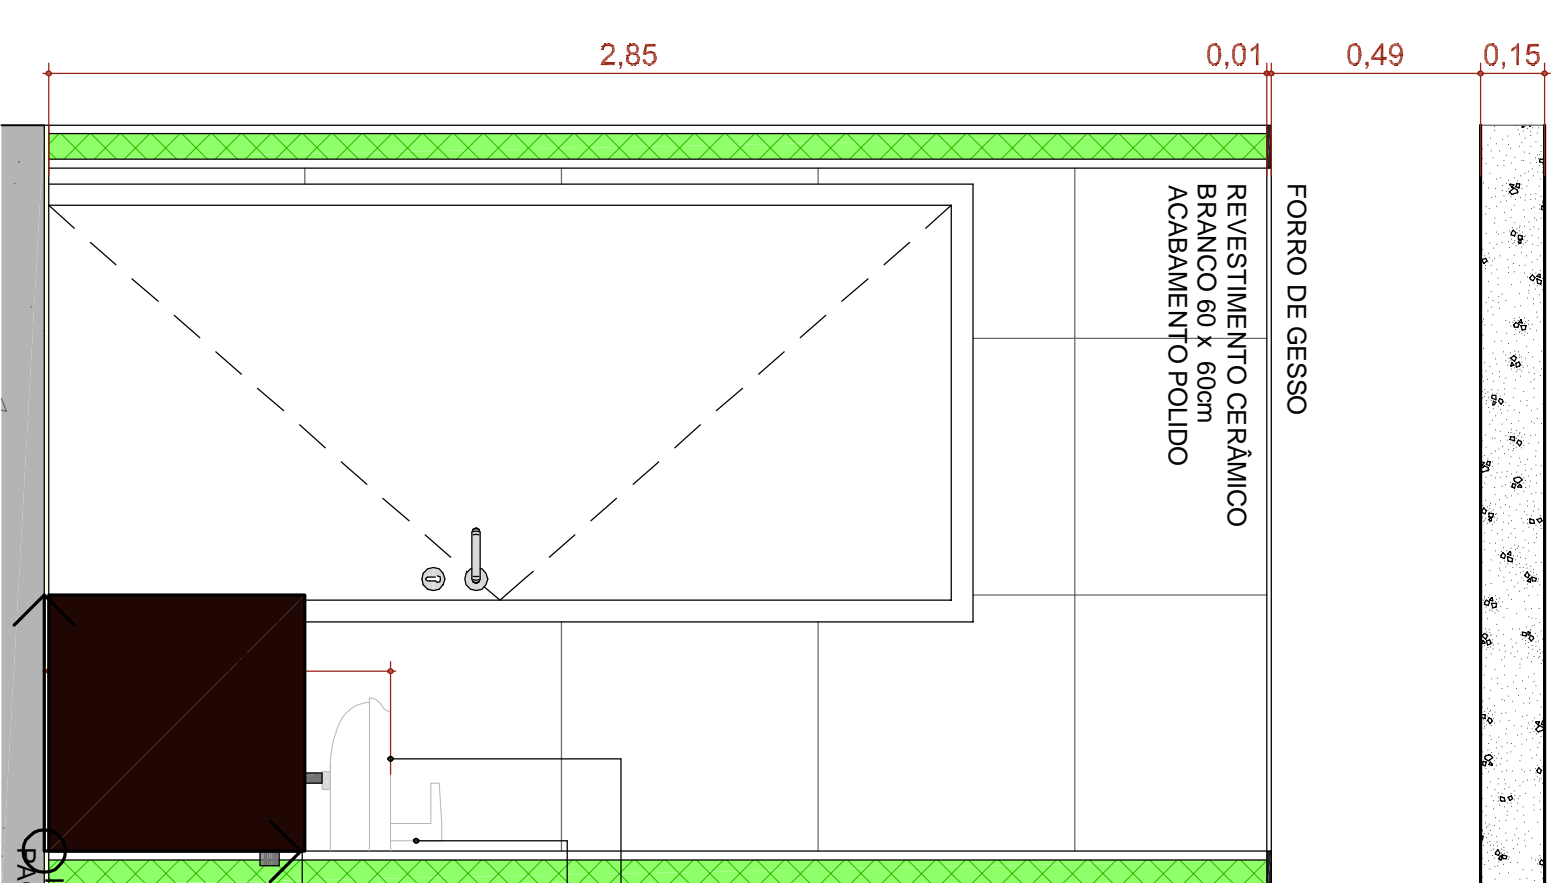 2,85
0,01
0,49
0,15
FORRO DE GESSO
REVESTIMENTO CERÂMICO
BRANCO 60 x 60cm
ACABAMENTO POLIDO